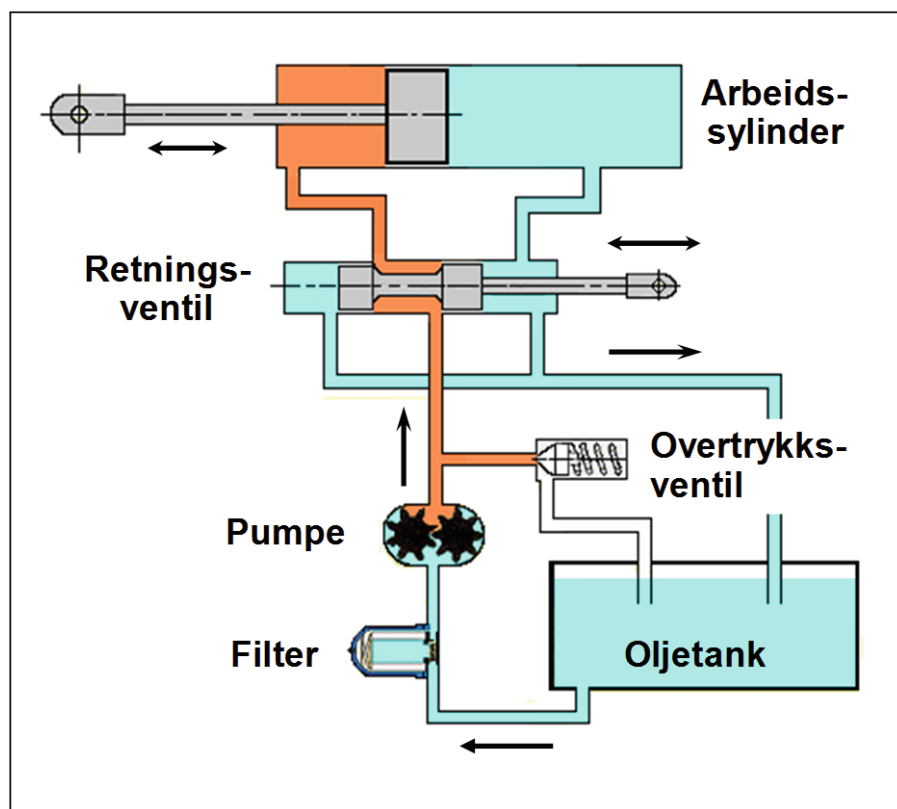 Arbeids-
sylinder
Retnings-
ventil
Overtrykks-
ventil
Pumpe
Filter
Oljetank